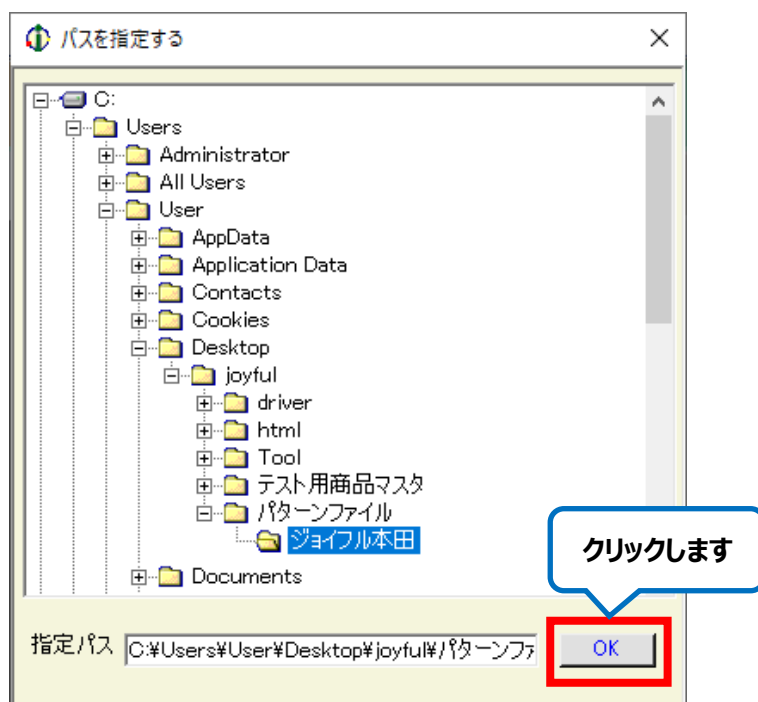 パスを指定する
C:
Users
Administrator
All Users
User
AppData
Application Data
Contacts
Cookies
Desktop
joyful
driver
html
Tool
テスト用商品マスタ
パターンファイル
ジョイフル本田
Documents
クリックします
指定パス C:¥Users¥User¥Desktop¥joyful¥パターンファ OK